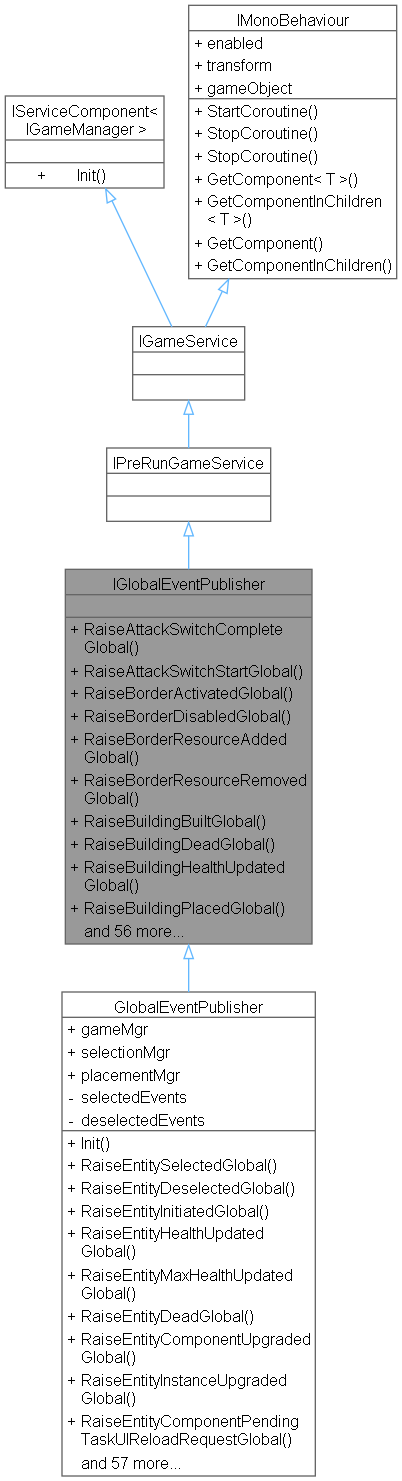 IMonoBehaviour
+ enabled
+ transform
+ gameObject
+ StartCoroutine()
+ StopCoroutine()
+ StopCoroutine()
+ GetComponent< T >()
+ GetComponentInChildren
< T >()
+ GetComponent()
+ GetComponentInChildren()
IServiceComponent<
IGameManager >
+ Init()
IGameService
IPreRunGameService
IGlobalEventPublisher
+ RaiseAttackSwitchComplete
Global()
+ RaiseAttackSwitchStartGlobal()
+ RaiseBorderActivatedGlobal()
+ RaiseBorderDisabledGlobal()
+ RaiseBorderResourceAdded
Global()
+ RaiseBorderResourceRemoved
Global()
+ RaiseBuildingBuiltGlobal()
+ RaiseBuildingDeadGlobal()
+ RaiseBuildingHealthUpdated
Global()
+ RaiseBuildingPlacedGlobal()
and 56 more...
GlobalEventPublisher
+ gameMgr
+ selectionMgr
+ placementMgr
- selectedEvents
- deselectedEvents
+ Init()
+ RaiseEntitySelectedGlobal()
+ RaiseEntityDeselectedGlobal()
+ RaiseEntityInitiatedGlobal()
+ RaiseEntityHealthUpdated
Global()
+ RaiseEntityMaxHealthUpdated
Global()
+ RaiseEntityDeadGlobal()
+ RaiseEntityComponentUpgraded
Global()
+ RaiseEntityInstanceUpgraded
Global()
+ RaiseEntityComponentPending
TaskUIReloadRequestGlobal()
and 57 more...